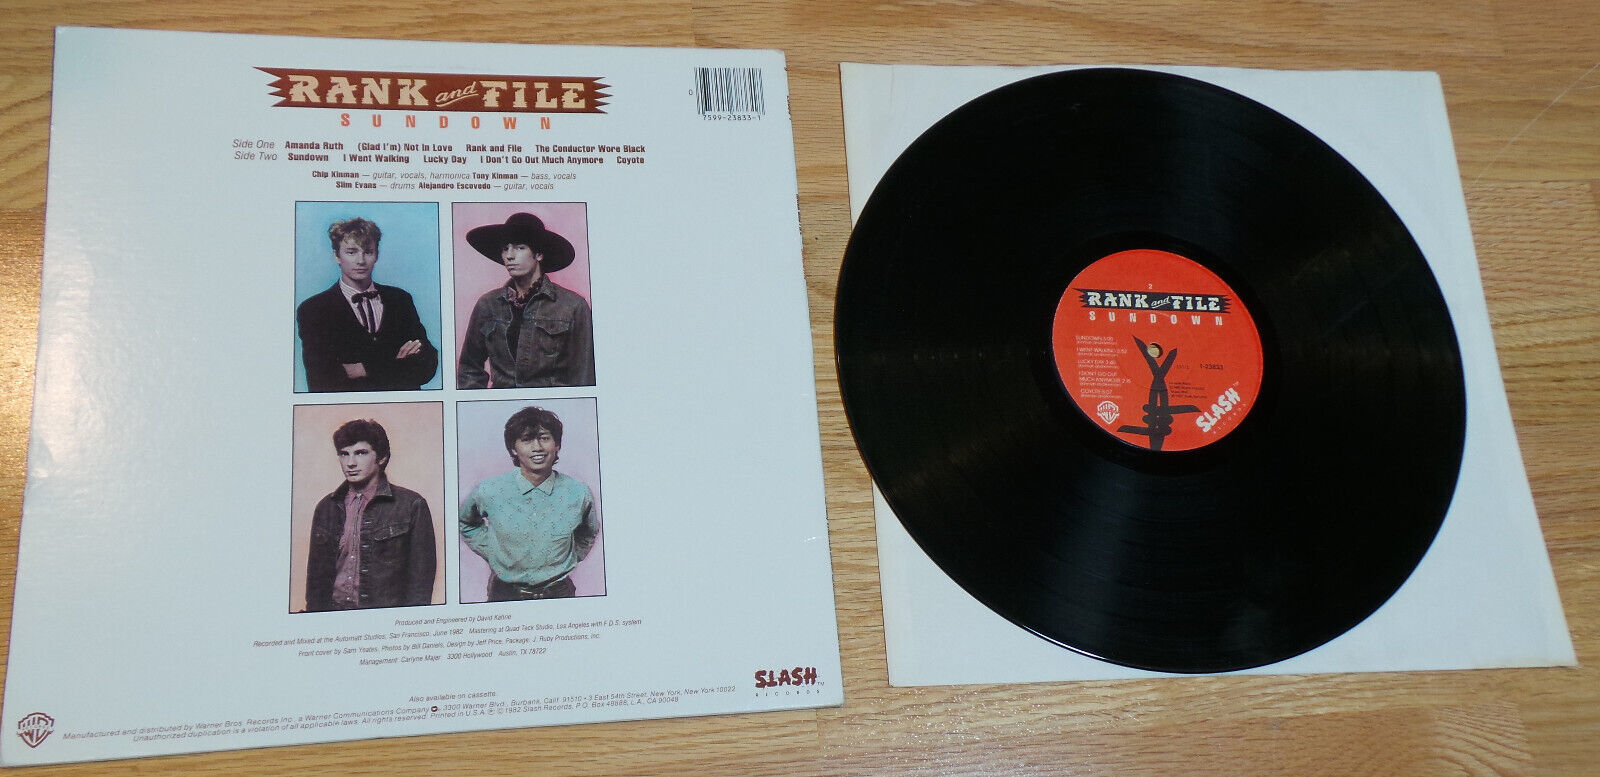 RANK and FILE
SUNDOWN
0
7599-23833-1
Side One Amanda Ruth (Glad I'm) Not In Love Rank and File The Conductor Wore Black
Side Two Sundown I Went Walking Lucky Day I Don't Go Out Much Anymore Coyote
Chip Kinman — guitar, vocals, harmonica Tony Kinman — bass, vocals
Slim Evans — drums Alejandro Escovedo — guitar, vocals
Produced and Engineered by David Kahne
Recorded and Mixed at the Automatt Studios, San Francisco, June 1982 Mastering at Quad Teck Studio, Los Angeles with F.D.S. system
Front cover by Sam Yeates, Photos by Bill Daniels, Design by Jeff Price, Package: J. Ruby Productions, Inc.
Management: Carlyne Majer 3300 Hollywood Austin, TX 78722
Also available on cassette.
SLASH
RECORDS
TM
Manufactured and distributed by Warner Bros. Records Inc., a Warner Communications Company 3300 Warner Blvd., Burbank, Calif. 91510 • 3 East 54th Street, New York, New York 10022.
Unauthorized duplication is a violation of all applicable laws. All rights reserved. Printed in U.S.A. ℗ © 1982 Slash Records, P.O. Box 48888, L.A., CA 90048
2
RANK and FILE
SUNDOWN
SUNDOWN
I WENT WALKING 2:52
LUCKY DAY
I DON'T GO OUT
MUCH ANYMORE
COYOTE
1-23833
SLASH
RECORDS
TM